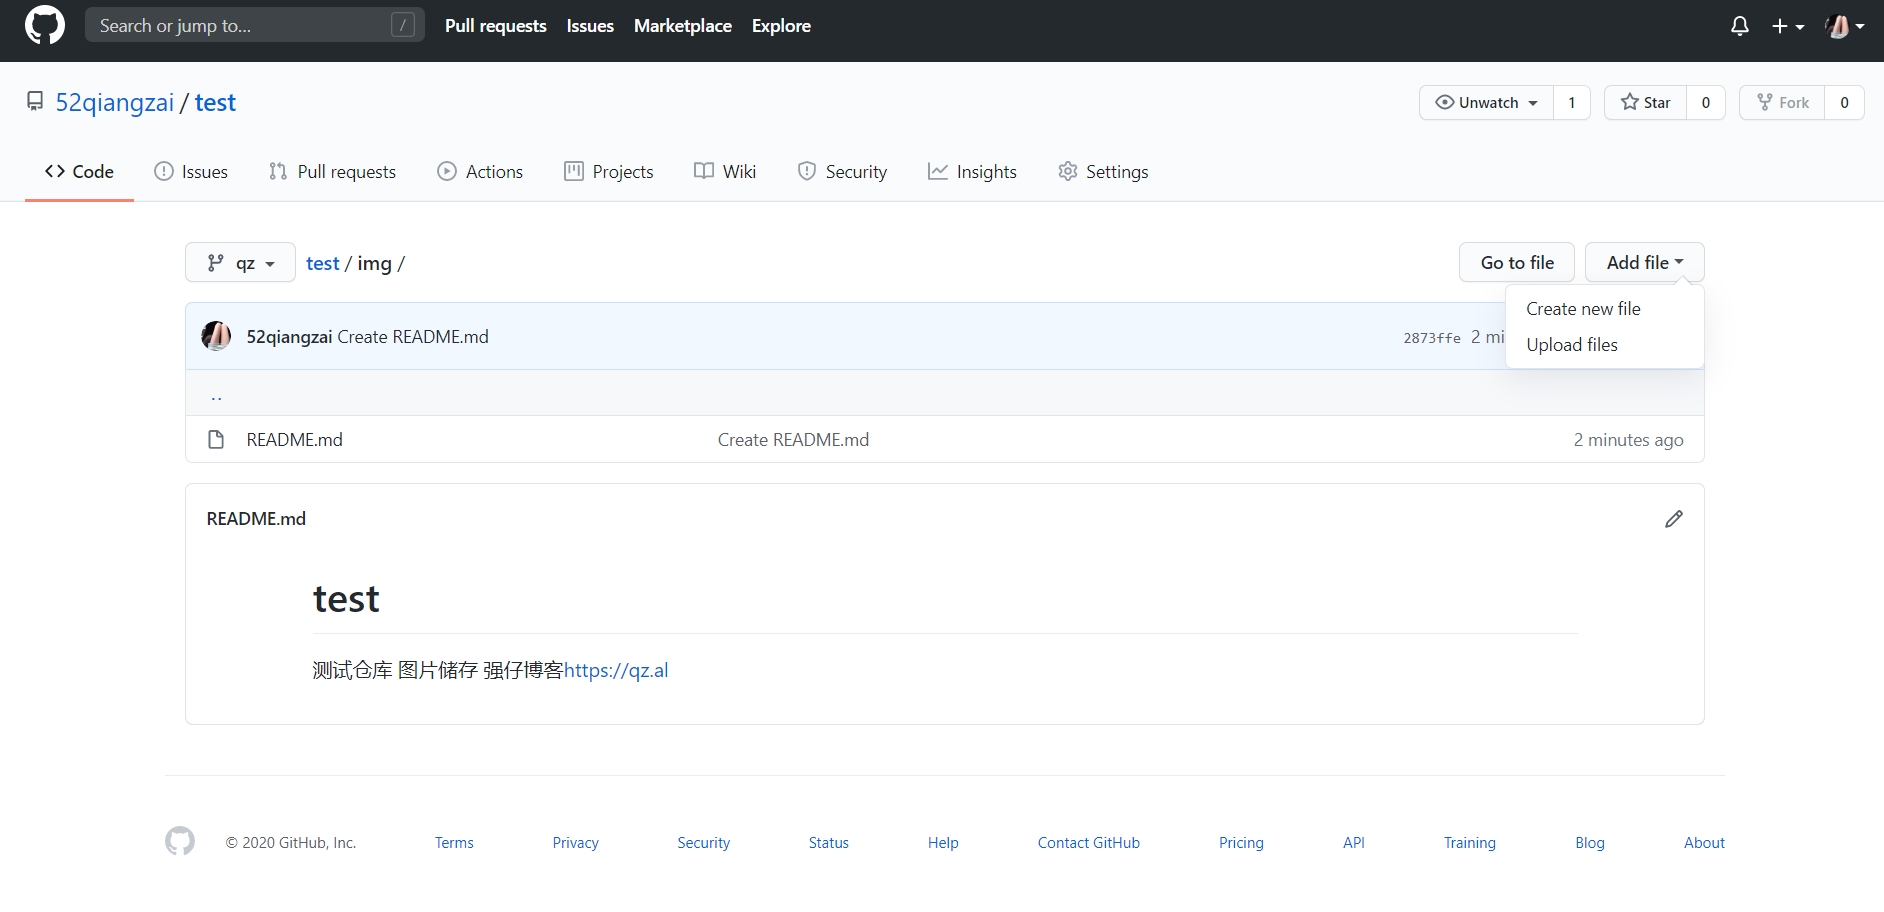 Search or jump to... / Pull requests Issues Marketplace Explore
52qiangzai / test Unwatch 1 Star 0 Fork 0
Code Issues Pull requests Actions Projects Wiki Security Insights Settings
qz test / img / Go to file Add file
Create new file
Upload files
52qiangzai Create README.md 2873ffe 2 mi
..
README.md Create README.md 2 minutes ago
README.md
test
测试仓库 图片储存 强仔博客https://qz.al
© 2020 GitHub, Inc. Terms Privacy Security Status Help Contact GitHub Pricing API Training Blog About